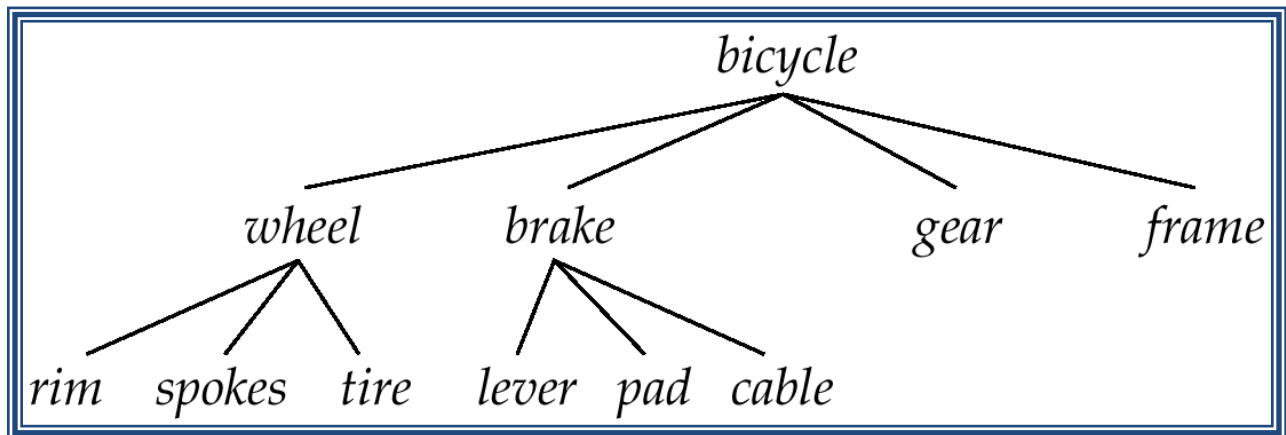 bicycle
wheel brake gear frame
rim spokes tire lever pad cable